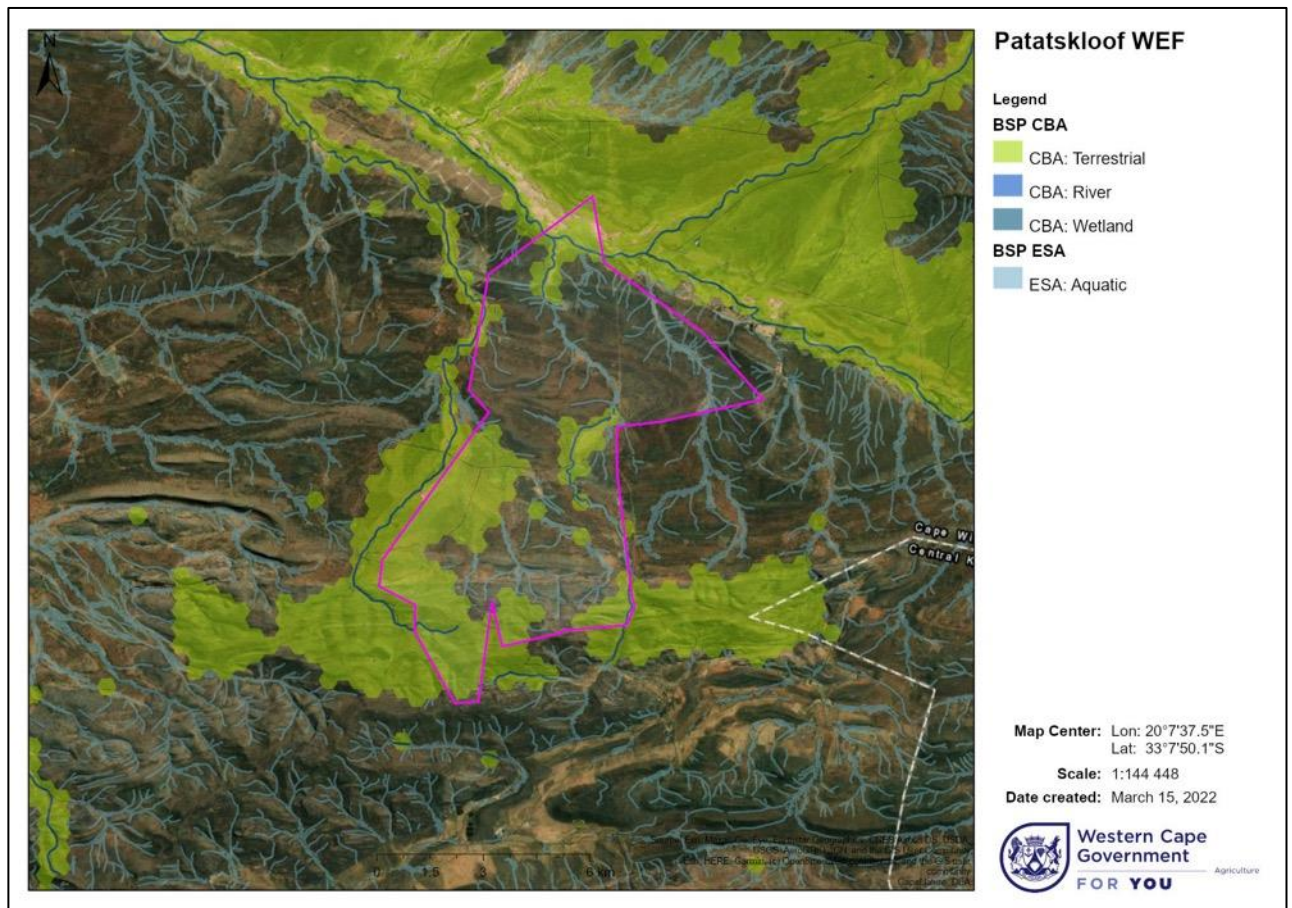 Patatskloof WEF
Legend
BSP CBA
CBA: Terrestrial
CBA: River
CBA: Wetland
BSP ESA
ESA: Aquatic
N
Cape Wi
Central K
0 1.5 3 6 km
Map Center: Lon: 20°7'37.5"E
Lat: 33°7'50.1"S
Scale: 1:144 448
Date created: March 15, 2022
Western Cape
Government
Agriculture
FOR YOU